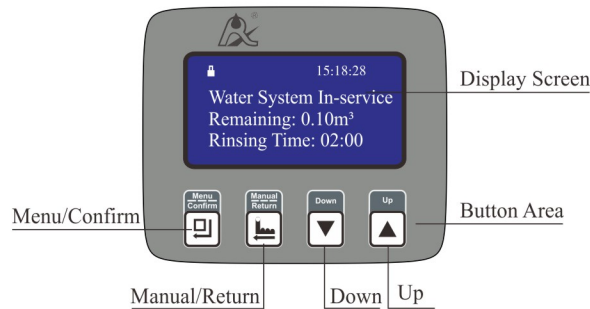 ®
15:18:28
Water System In-service
Remaining: 0.10m³
Rinsing Time: 02:00
Display Screen
Menu
Confirm
Manual
Return
Down
Up
Menu/Confirm
Button Area
Manual/Return
Down
Up